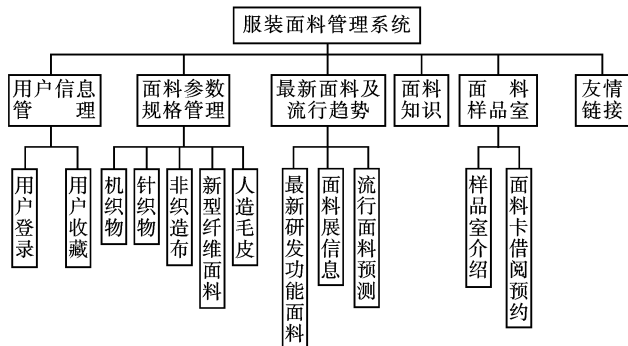 服装面料管理系统
用户信息
管 理
面料参数
规格管理
最新面料及
流行趋势
面料
知识
面 料
样品室
友情
链接
用户登录
用户收藏
机织物
针织物
非织造布
新型纤维面料
人造毛皮
最新研发功能面料
面料展信息
流行面料预测
样品室介绍
面料卡借阅预约